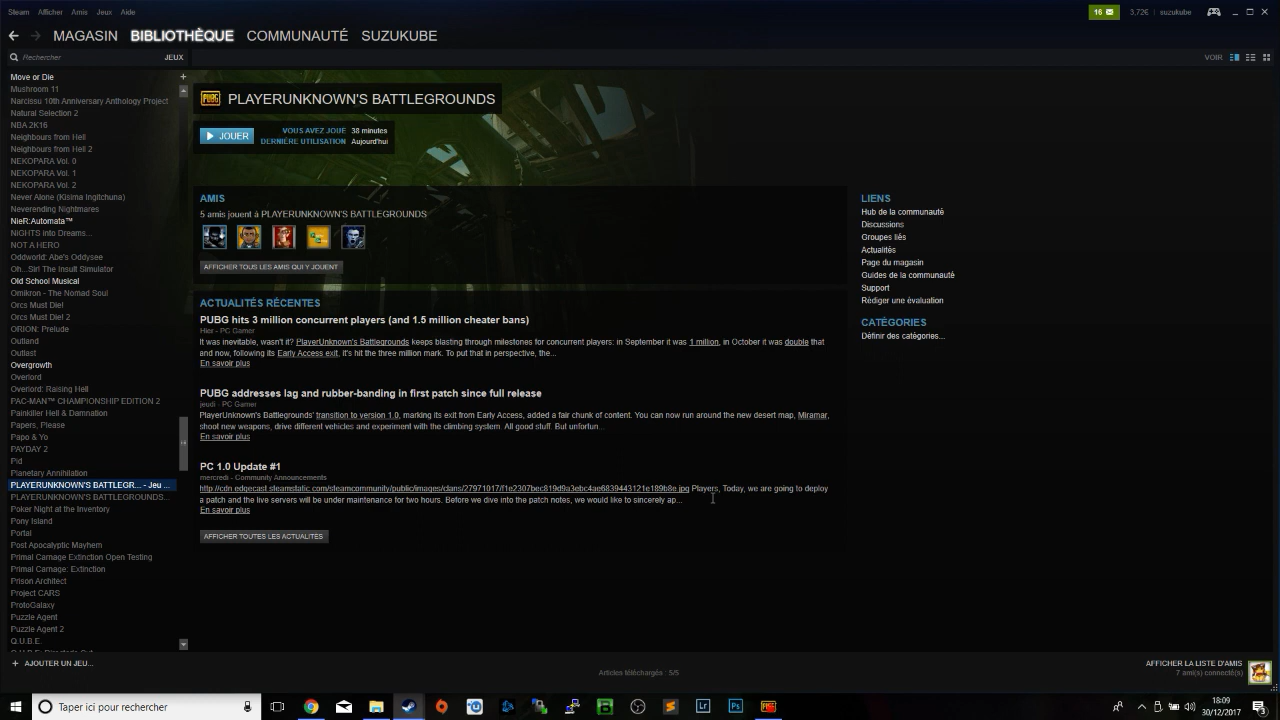 Steam Afficher Amis Jeux Aide
16
3,72€ suzukube
MAGASIN BIBLIOTHÈQUE COMMUNAUTÉ SUZUKUBE
Rechercher JEUX
VOIR
Move or Die
Mushroom 11
Narcissu 10th Anniversary Anthology Project
Natural Selection 2
NBA 2K16
Neighbours from Hell
Neighbours from Hell 2
NEKOPARA Vol. 0
NEKOPARA Vol. 1
NEKOPARA Vol. 2
Never Alone (Kisima Ingitchuna)
Neverending Nightmares
NieR:Automata™
NiGHTS into Dreams...
NOT A HERO
Oddworld: Abe's Oddysee
Oh...Sir! The Insult Simulator
Old School Musical
Omikron - The Nomad Soul
Orcs Must Die!
Orcs Must Die! 2
ORION: Prelude
Outland
Outlast
Overgrowth
Overlord
Overlord: Raising Hell
PAC-MAN™ CHAMPIONSHIP EDITION 2
Painkiller Hell & Damnation
Papers, Please
Papo & Yo
PAYDAY 2
Pid
Planetary Annihilation
PLAYERUNKNOWN'S BATTLEGR... - Jeu ...
PLAYERUNKNOWN'S BATTLEGROUNDS...
Poker Night at the Inventory
Pony Island
Portal
Post Apocalyptic Mayhem
Primal Carnage Extinction Open Testing
Primal Carnage: Extinction
Prison Architect
Project CARS
ProtoGalaxy
Puzzle Agent
Puzzle Agent 2
Q.U.B.E.
+ AJOUTER UN JEU...
PLAYERUNKNOWN'S BATTLEGROUNDS
JOUER
VOUS AVEZ JOUÉ 38 minutes
DERNIÈRE UTILISATION Aujourd'hui
AMIS
5 amis jouent à PLAYERUNKNOWN'S BATTLEGROUNDS
AFFICHER TOUS LES AMIS QUI Y JOUENT
ACTUALITÉS RÉCENTES
PUBG hits 3 million concurrent players (and 1.5 million cheater bans)
Hier - PC Gamer
It was inevitable, wasn't it? PlayerUnknown's Battlegrounds keeps blasting through milestones for concurrent players: in September it was 1 million, in October it was double that
and now, following its Early Access exit, it's hit the three million mark. To put that in perspective, the...
En savoir plus
PUBG addresses lag and rubber-banding in first patch since full release
jeudi - PC Gamer
PlayerUnknown's Battlegrounds' transition to version 1.0, marking its exit from Early Access, added a fair chunk of content. You can now run around the new desert map, Miramar,
shoot new weapons, drive different vehicles and experiment with the climbing system. All good stuff. But unfortun...
En savoir plus
PC 1.0 Update #1
mercredi - Community Announcements
http://cdn.edgecast.steamstatic.com/steamcommunity/public/images/clans/27971017/f1e2307bec819d9a3ebc4ae6839443121e189b8e.jpg Players, Today, we are going to deploy
a patch and the live servers will be under maintenance for two hours. Before we dive into the patch notes, we would like to sincerely ap...
En savoir plus
AFFICHER TOUTES LES ACTUALITÉS
LIENS
Hub de la communauté
Discussions
Groupes liés
Actualités
Page du magasin
Guides de la communauté
Support
Rédiger une évaluation
CATÉGORIES
Définir des catégories...
Articles téléchargés : 5/5
AFFICHER LA LISTE D'AMIS
7 ami(s) connecté(s)
Taper ici pour rechercher
Lr
Ps
18:09
30/12/2017